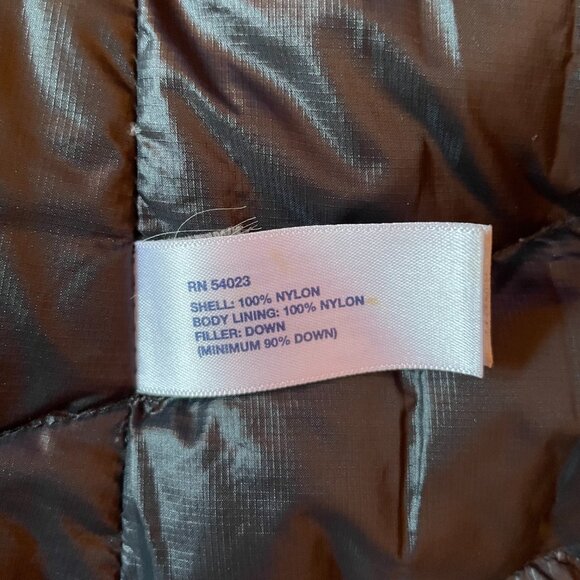 RN 54023
SHELL: 100% NYLON
BODY LINING: 100% NYLON
FILLER: DOWN
(MINIMUM 90% DOWN)